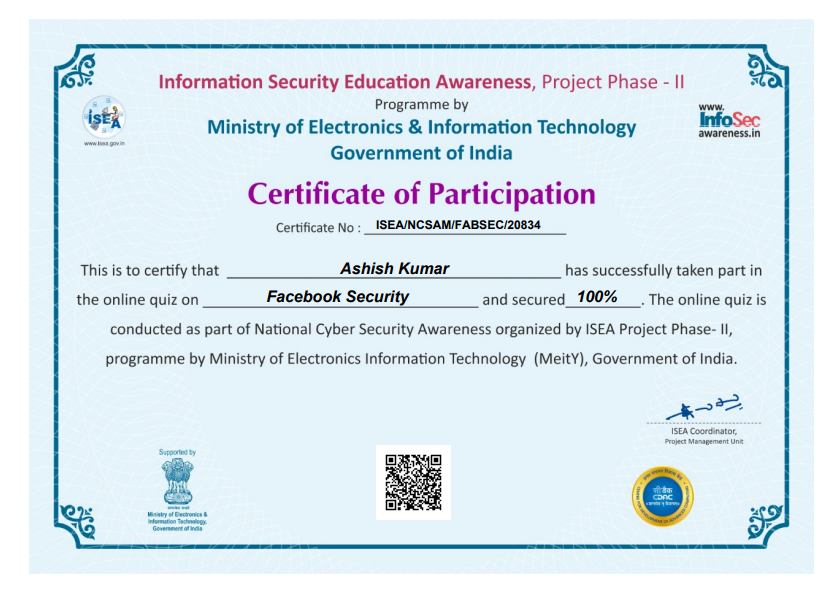 Information Security Education Awareness, Project Phase - II
Programme by
Ministry of Electronics & Information Technology
Government of India
ISEA
www.isea.gov.in
www.
InfoSec
awareness.in
Certificate of Participation
Certificate No : ISEA/NCSAM/FABSEC/20834
This is to certify that Ashish Kumar has successfully taken part in
the online quiz on Facebook Security and secured 100% . The online quiz is
conducted as part of National Cyber Security Awareness organized by ISEA Project Phase- II,
programme by Ministry of Electronics Information Technology (MeitY), Government of India.
ISEA Coordinator,
Project Management Unit
Supported by
सत्यमेव जयते
Ministry of Electronics &
Information Technology,
Government of India
सी डैक
CDAC